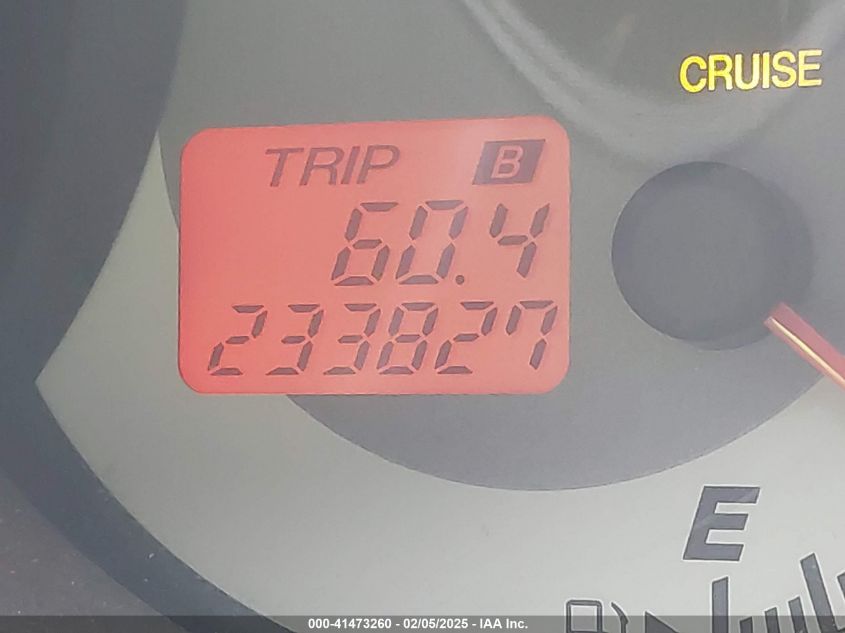 CRUISE
TRIP B
60.4
233827
E
000-41473260 - 02/05/2025 - IAA Inc.